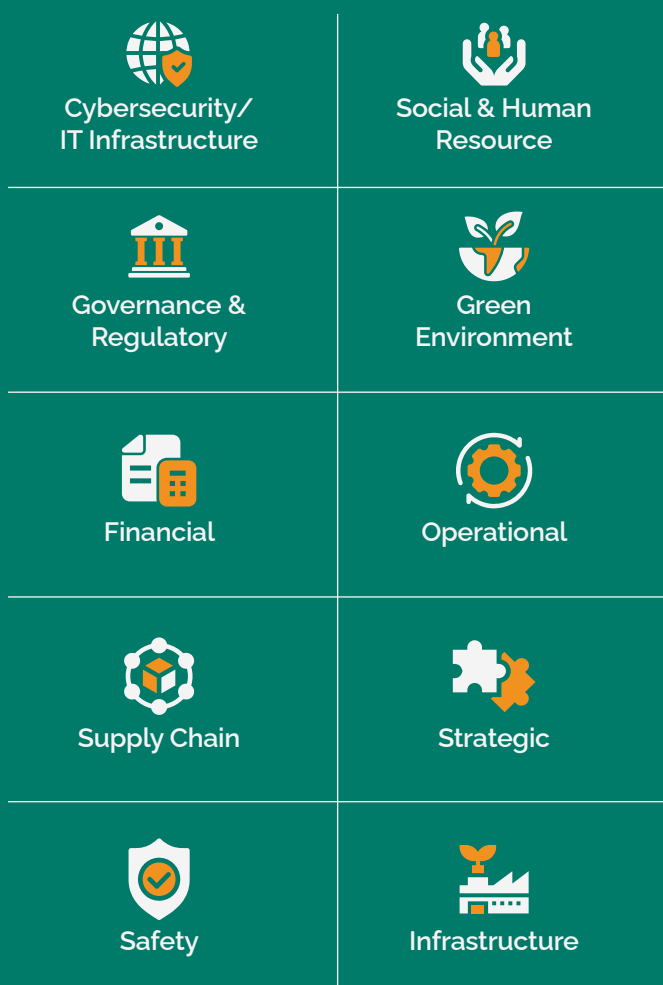 Cybersecurity/
IT Infrastructure
Social & Human
Resource
Governance &
Regulatory
Green
Environment
Financial
Operational
Supply Chain
Strategic
Safety
Infrastructure